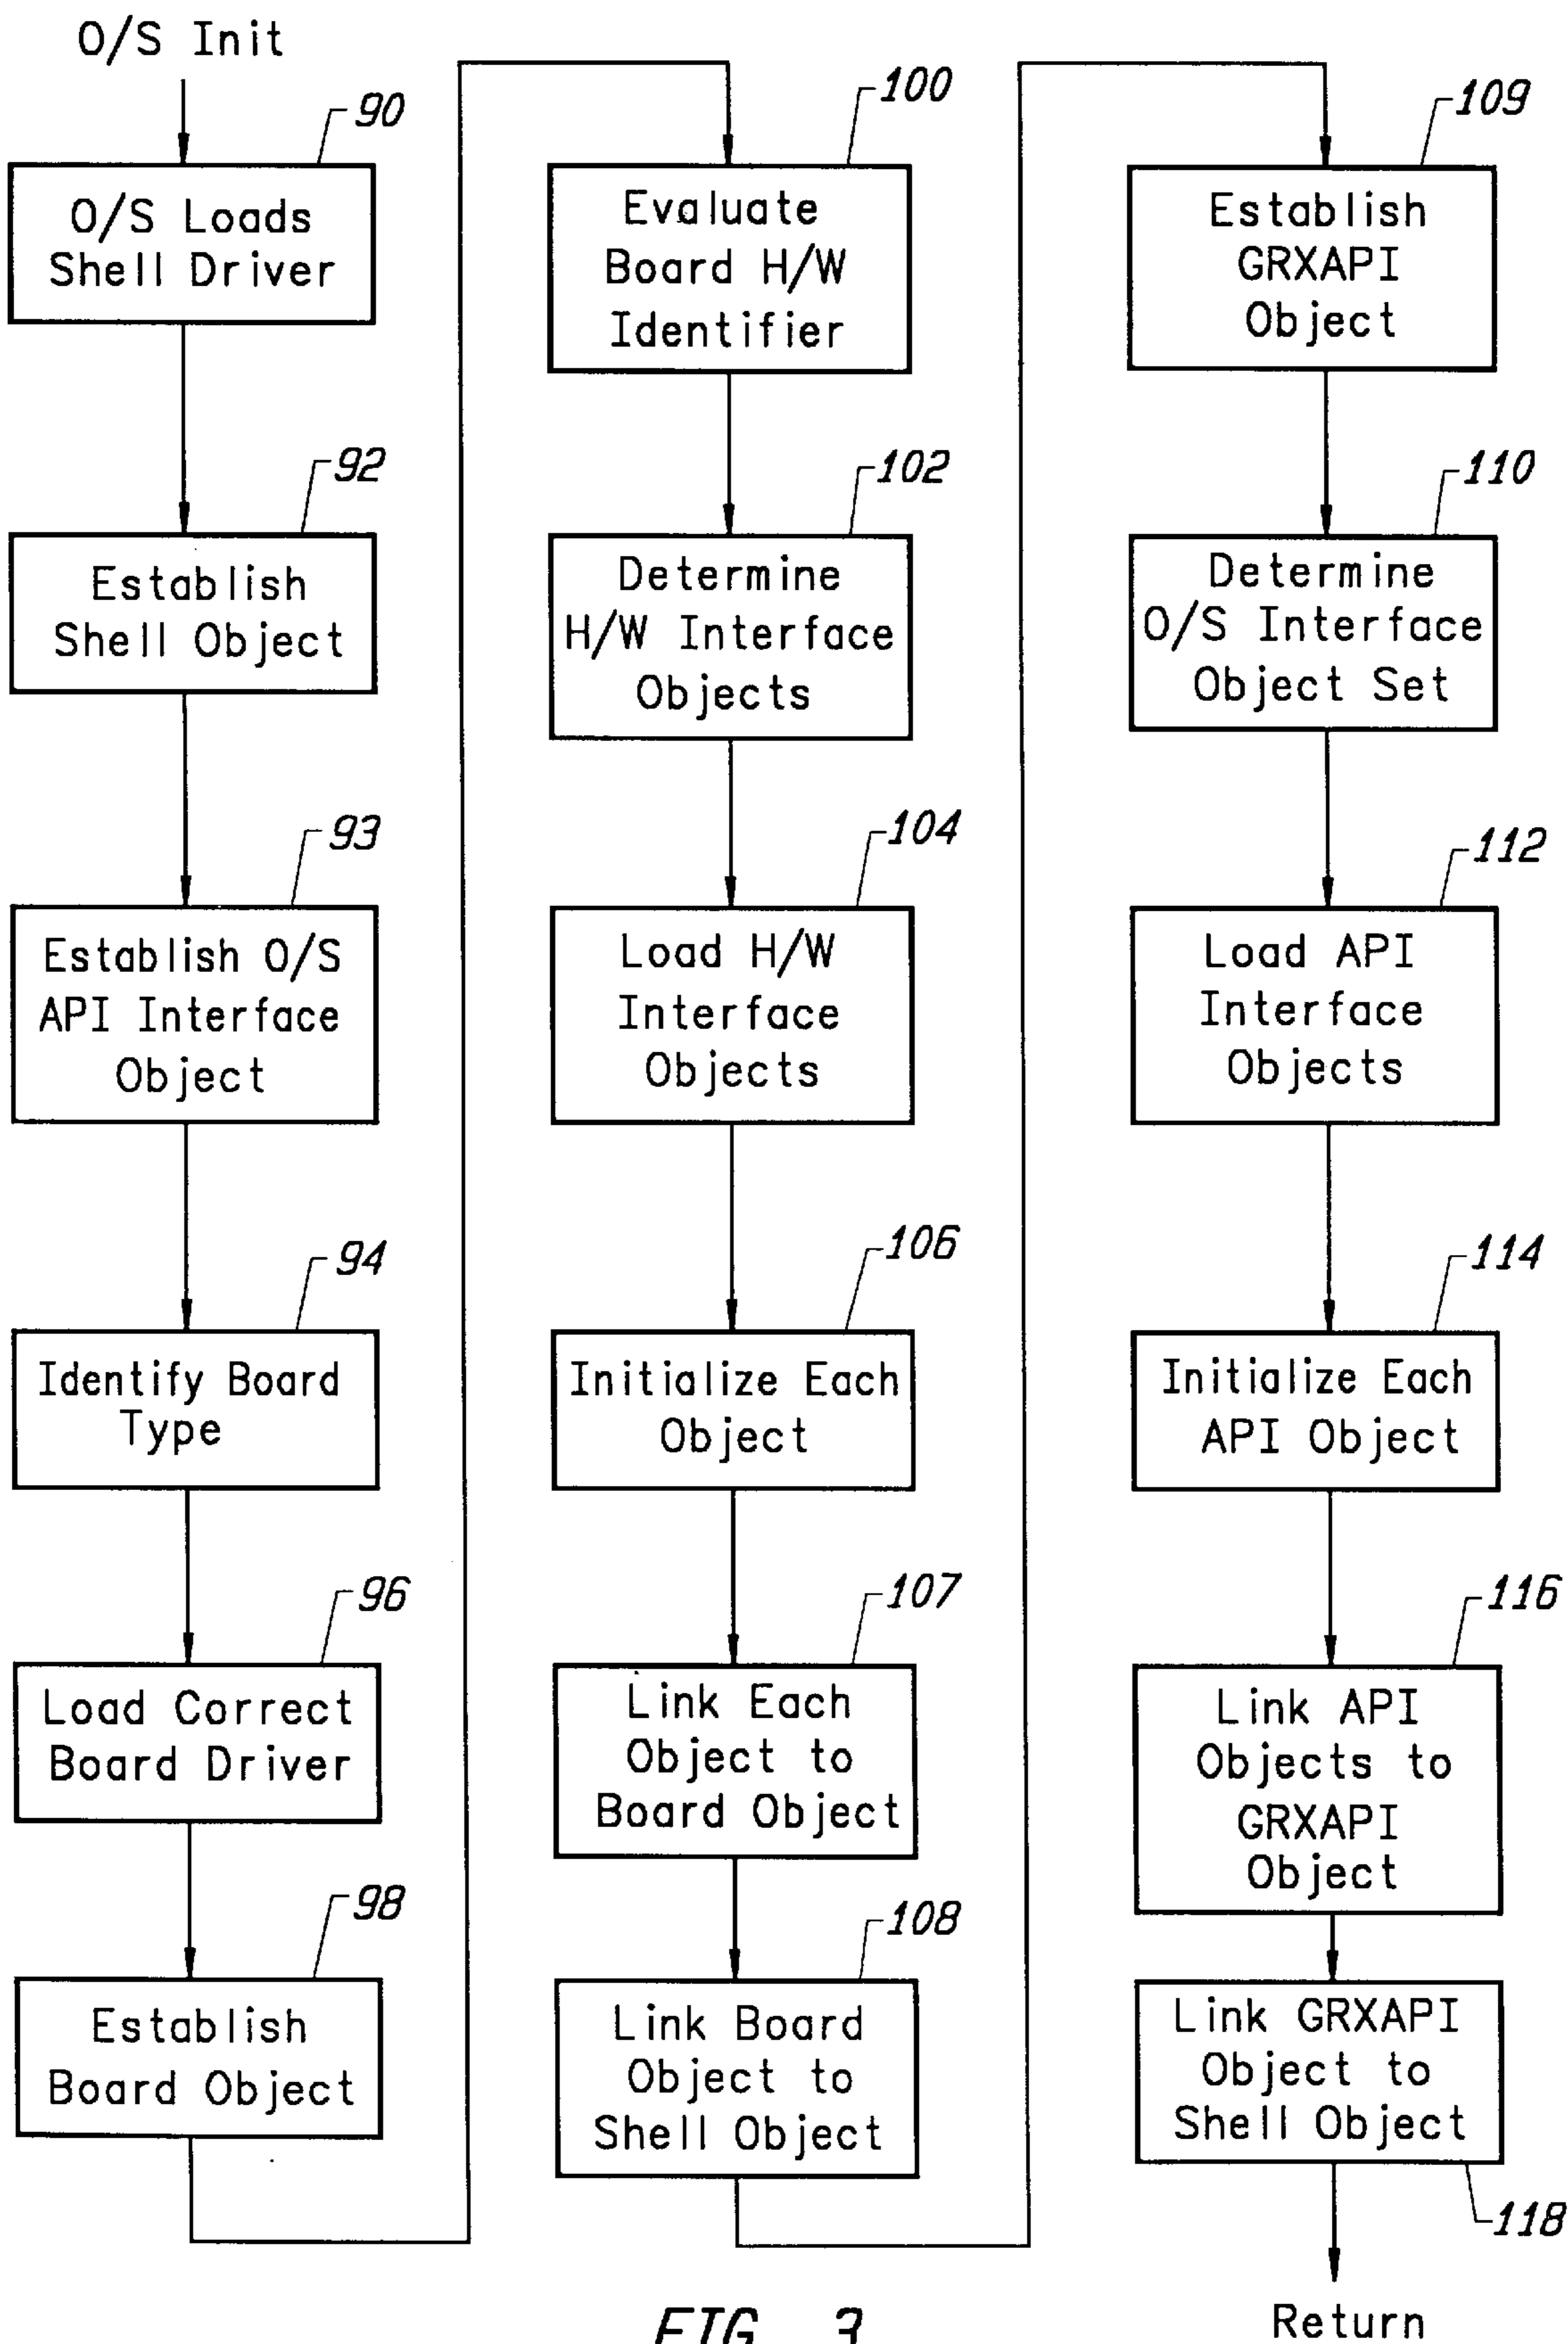 O/S Init
90
O/S Loads
Shell Driver
92
Establish
Shell Object
93
Establish O/S
API Interface
Object
94
Identify Board
Type
96
Load Correct
Board Driver
98
Establish
Board Object
100
Evaluate
Board H/W
Identifier
102
Determine
H/W Interface
Objects
104
Load H/W
Interface
Objects
106
Initialize Each
Object
107
Link Each
Object to
Board Object
108
Link Board
Object to
Shell Object
109
Establish
GRXAPI
Object
110
Determine
O/S Interface
Object Set
112
Load API
Interface
Objects
114
Initialize Each
API Object
116
Link API
Objects to
GRXAPI
Object
Link GRXAPI
Object to
Shell Object
118
Return
FIG. 3